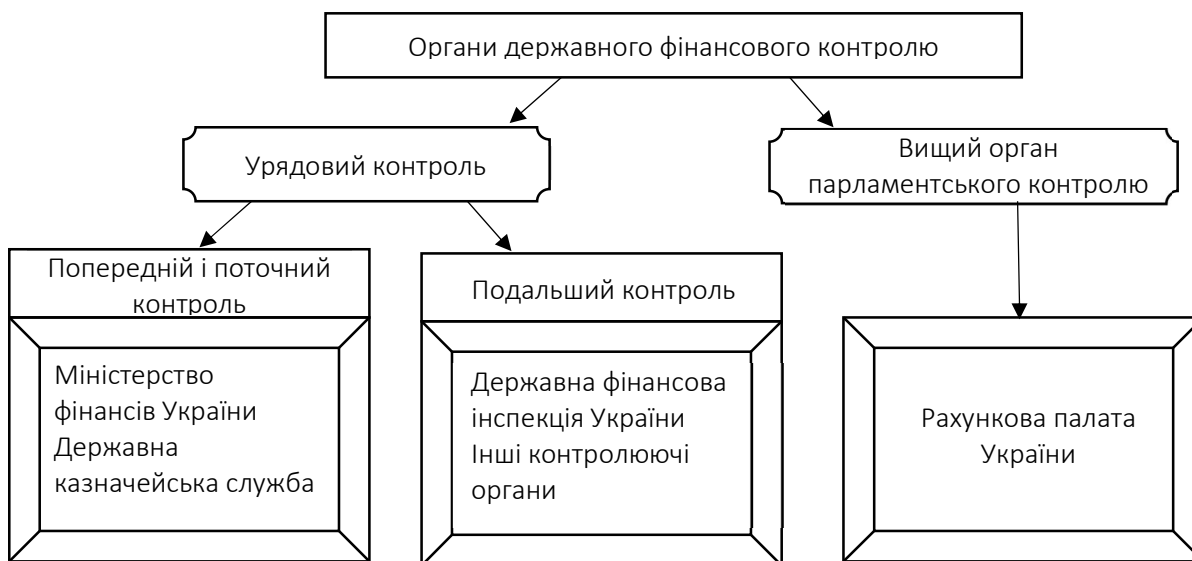 Органи державного фінансового контролю
Урядовий контроль
Вищий орган
парламентського контролю
Попередній і поточний
контроль
Подальший контроль
Міністерство
фінансів України
Державна
казначейська служба
Державна фінансова
інспекція України
Інші контролюючі
органи
Рахункова палата
України